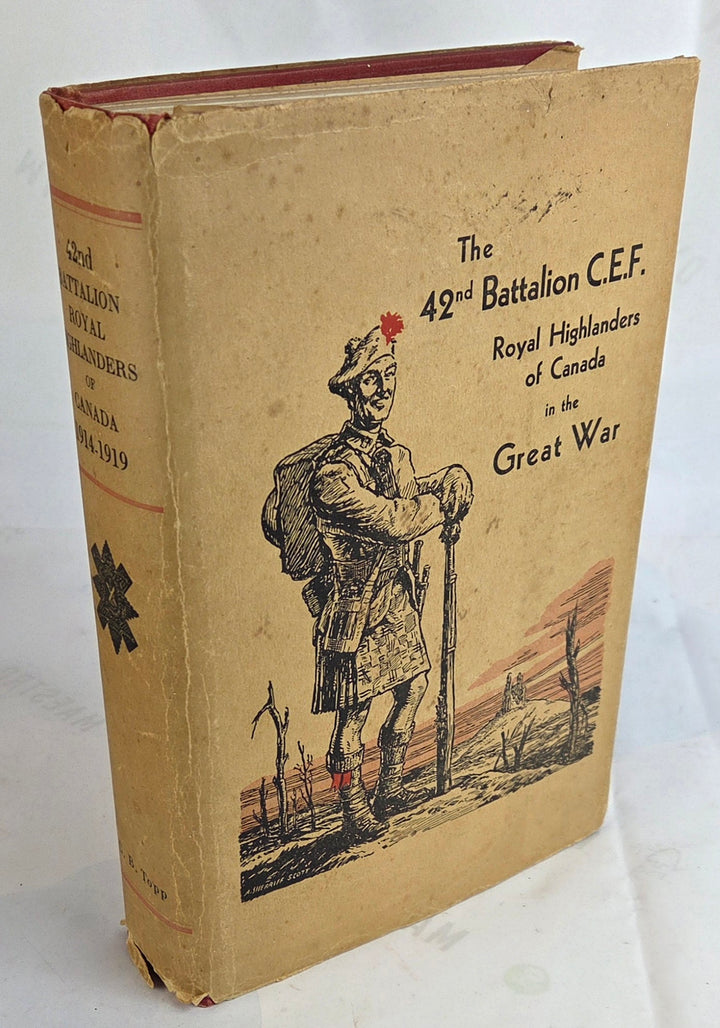 The
42nd Battalion C.E.F.
Royal Highlanders
of Canada
in the
Great War
A. SHERRIFF SCOTT
42nd
BATTALION
ROYAL
HIGHLANDERS
OF
CANADA
1914-1919
C. B. TOPP